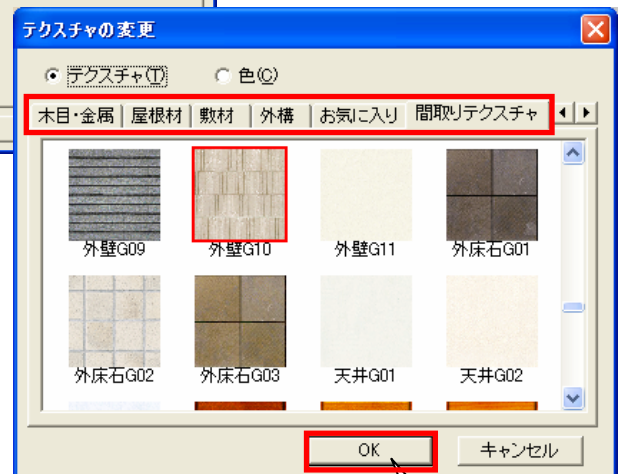 テクスチャの変更
テクスチャ(T) 色(C)
木目・金属 屋根材 敷材 外構 お気に入り 間取りテクスチャ
外壁G09 外壁G10 外壁G11 外床石G01
外床石G02 外床石G03 天井G01 天井G02
OK キャンセル